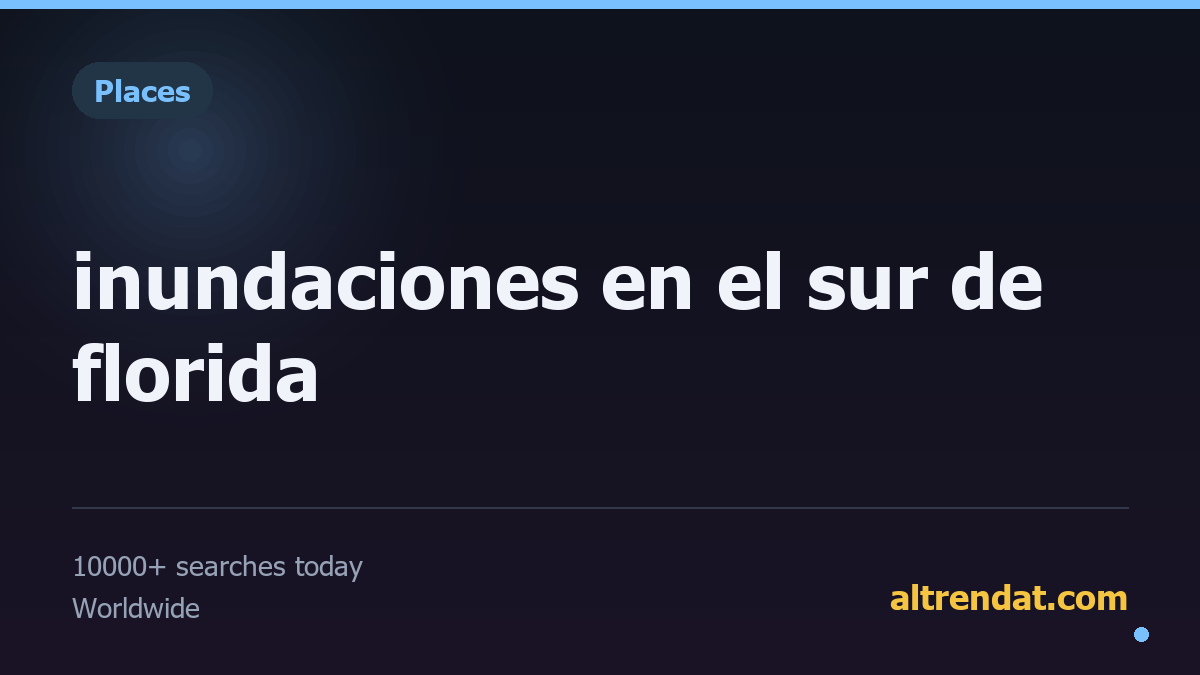 Places
inundaciones en el sur de
florida
10000+ searches today
Worldwide
altrendat.com